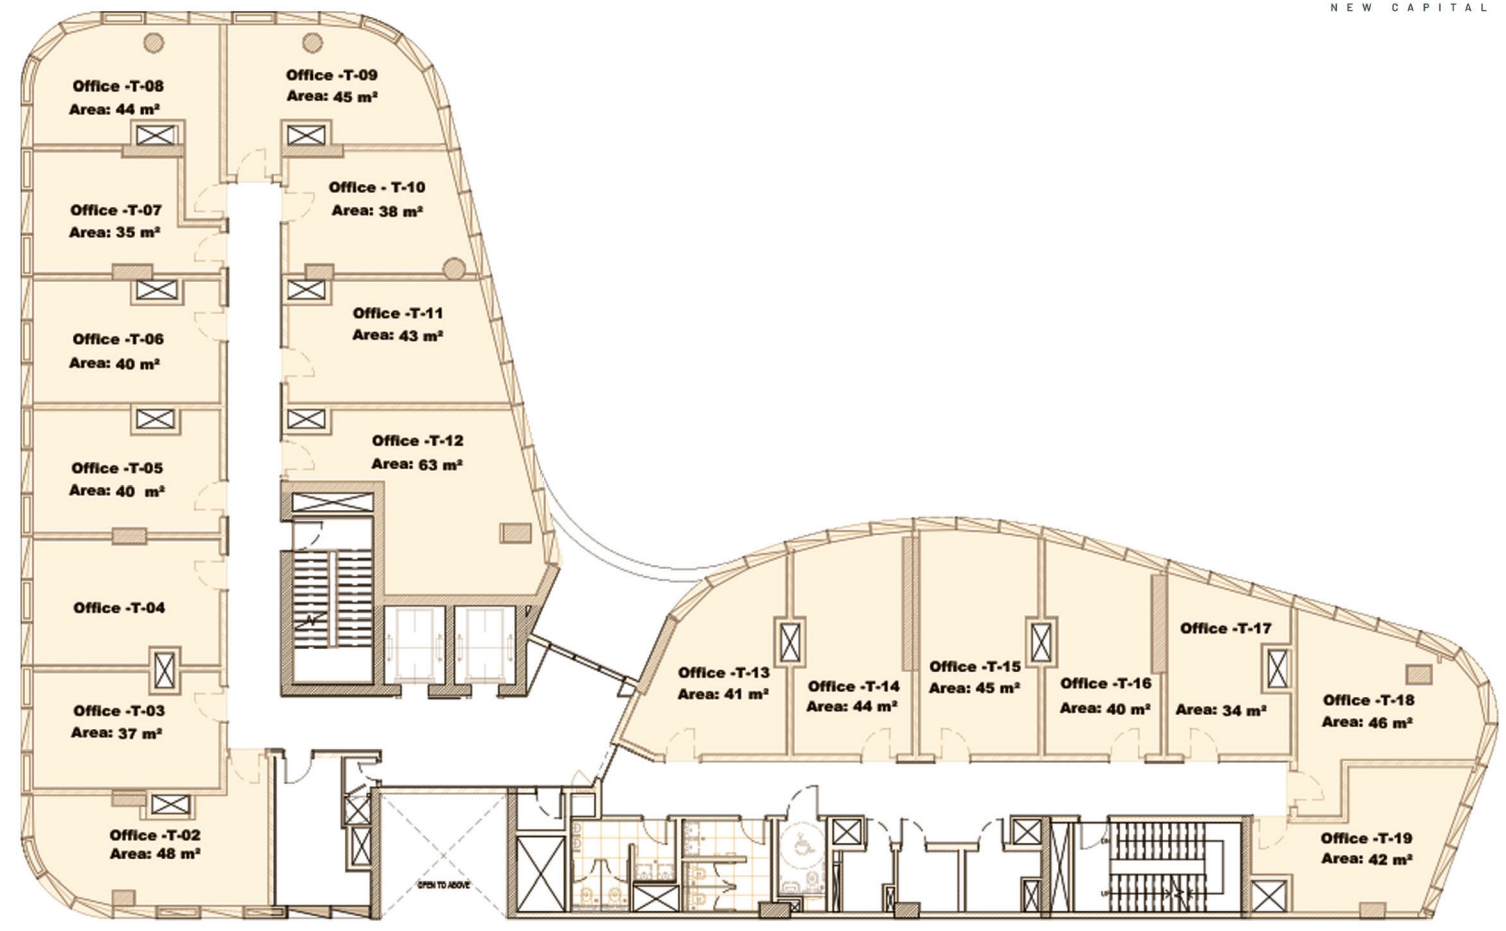 NEW CAPITAL
Office -T-08
Area: 44 m²
Office -T-09
Area: 45 m²
Office -T-07
Area: 35 m²
Office - T-10
Area: 38 m²
Office -T-06
Area: 40 m²
Office -T-11
Area: 43 m²
Office -T-05
Area: 40 m²
Office -T-12
Area: 63 m²
Office -T-04
Office -T-03
Area: 37 m²
Office -T-02
Area: 48 m²
OPEN TO ABOVE
Office -T-13
Area: 41 m²
Office -T-14
Area: 44 m²
Office -T-15
Area: 45 m²
Office -T-16
Area: 40 m²
Office -T-17
Area: 34 m²
Office -T-18
Area: 46 m²
Office -T-19
Area: 42 m²